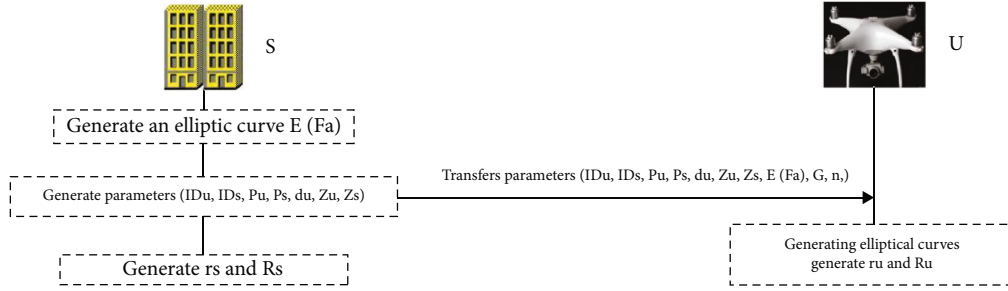 S
U
Generate an elliptic curve E (Fa)
Generate parameters (IDu, IDs, Pu, Ps, du, Zu, Zs)
Transfers parameters (IDu, IDs, Pu, Ps, du, Zu, Zs, E (Fa), G, n,)
Generate rs and Rs
Generating elliptical curves
generate ru and Ru